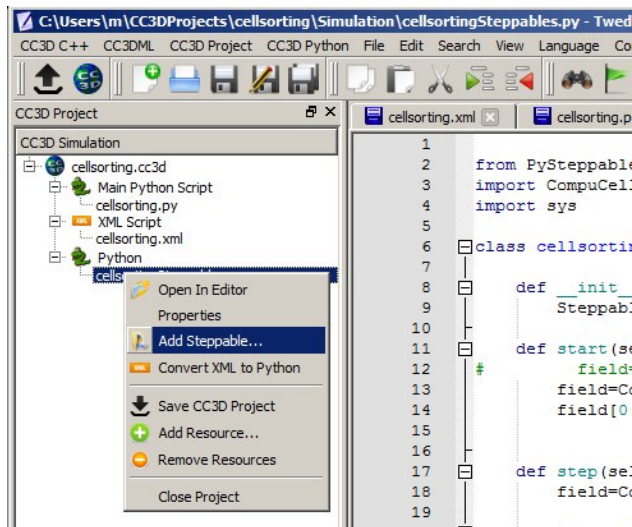 C:\Users\m\CC3DProjects\cellsorting\Simulation\cellsortingSteppables.py - Twed
CC3D C++ CC3DML CC3D Project CC3D Python File Edit Search View Language Co
CC3D Project
CC3D Simulation
cellsorting.cc3d
Main Python Script
cellsorting.py
XML Script
cellsorting.xml
Python
Open In Editor
Properties
Add Steppable...
Convert XML to Python
Save CC3D Project
Add Resource...
Remove Resources
Close Project
cellsorting.xml cellsorting.p
1
2 from PySteppable
3 import CompuCell
4 import sys
5
6 class cellsortin
7
8 def __init_
9 Steppabl
10
11 def start(se
12 # field=
13 field=Co
14 field[0
15
16
17 def step(sel
18 field=Co
19